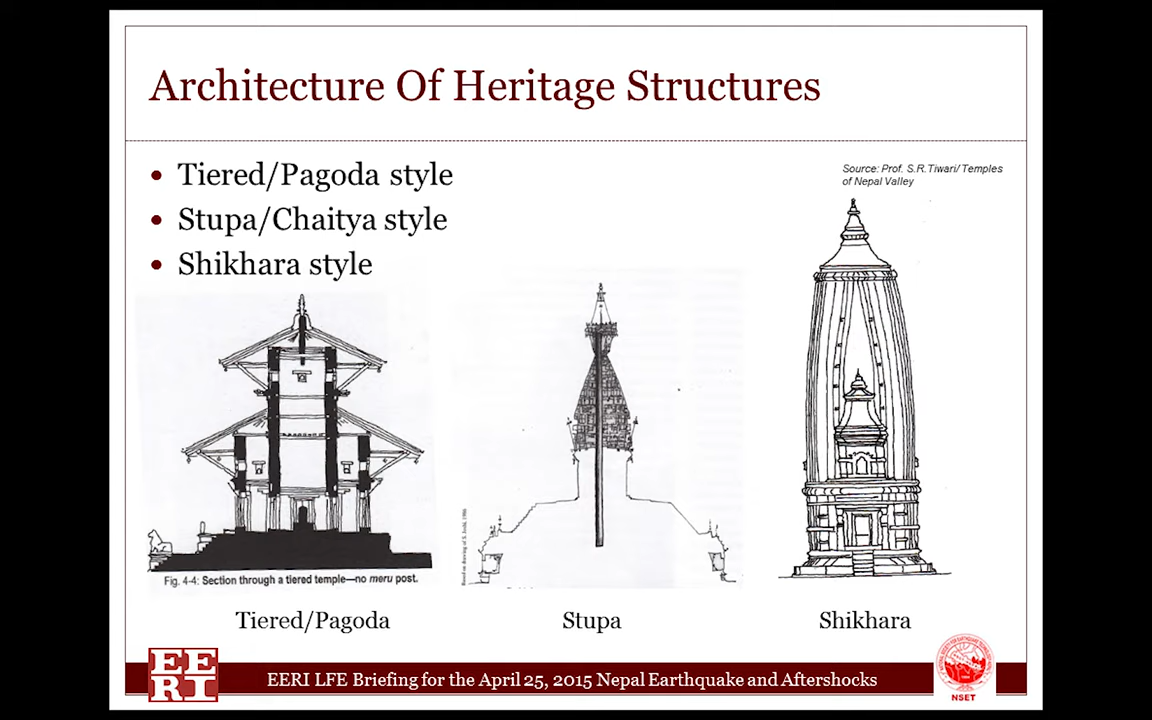 Architecture Of Heritage Structures
• Tiered/Pagoda style
• Stupa/Chaitya style
• Shikhara style
Source: Prof. S.R.Tiwari/ Temples
of Nepal Valley
Fig. 4-4: Section through a tiered temple—no meru post.
Tiered/Pagoda
Stupa
Shikhara
EE
RI
EERI LFE Briefing for the April 25, 2015 Nepal Earthquake and Aftershocks
NSET